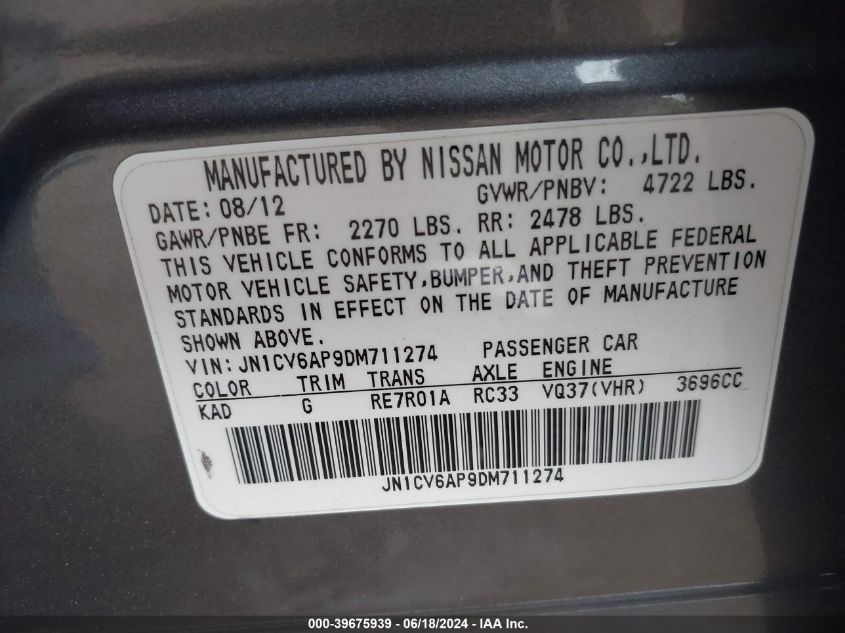 MANUFACTURED BY NISSAN MOTOR CO.,LTD.
DATE: 08/12 GVWR/PNBV: 4722 LBS.
GAWR/PNBE FR: 2270 LBS. RR: 2478 LBS.
THIS VEHICLE CONFORMS TO ALL APPLICABLE FEDERAL
MOTOR VEHICLE SAFETY,BUMPER,AND THEFT PREVENTION
STANDARDS IN EFFECT ON THE DATE OF MANUFACTURE
SHOWN ABOVE.
VIN: JN1CV6AP9DM711274 PASSENGER CAR
COLOR TRIM TRANS AXLE ENGINE
KAD G RE7R01A RC33 VQ37(VHR) 3696CC
JN1CV6AP9DM711274
000-39675939 - 06/18/2024 - IAAI Inc.